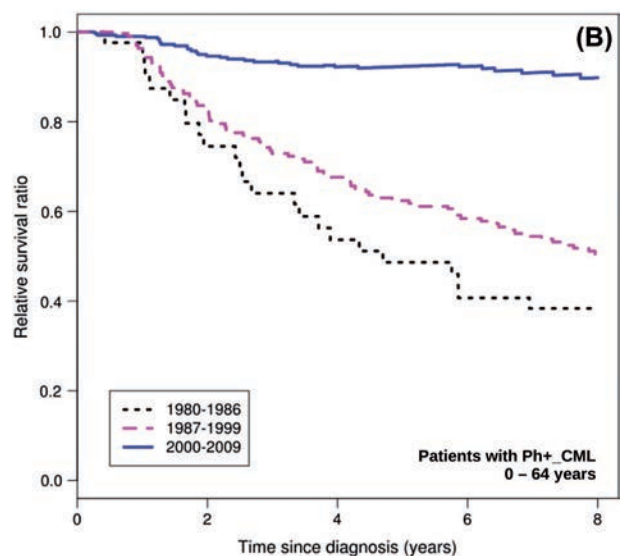 (B)
1.0
0.8
0.6
0.4
0.2
0.0
Relative survival ratio
1980-1986
1987-1999
2000-2009
Patients with Ph+_CML
0 – 64 years
0 2 4 6 8
Time since diagnosis (years)